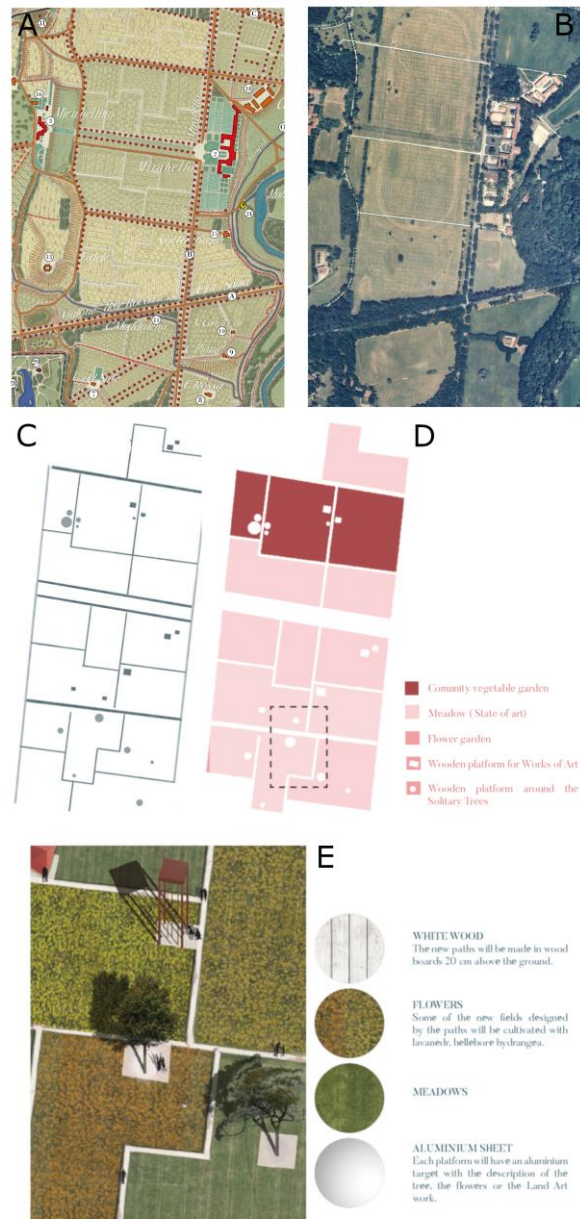 A
B
Mirabello
C
D
Comunity vegetable garden
Meadow ( State of art)
Flower garden
Wooden platform for Works of Art
Wooden platform around the
Solitary Trees
E
WHITE WOOD
The new paths will be made in wood
boards 20 cm above the ground.
FLOWERS
Some of the new fields designed
by the paths will be cultivated with
lavanedr, hellebore hydrangea.
MEADOWS
ALUMINIUM SHEET
Each platform will have an aluminium
target with the description of the
tree, the flowers or the Land Art
work.